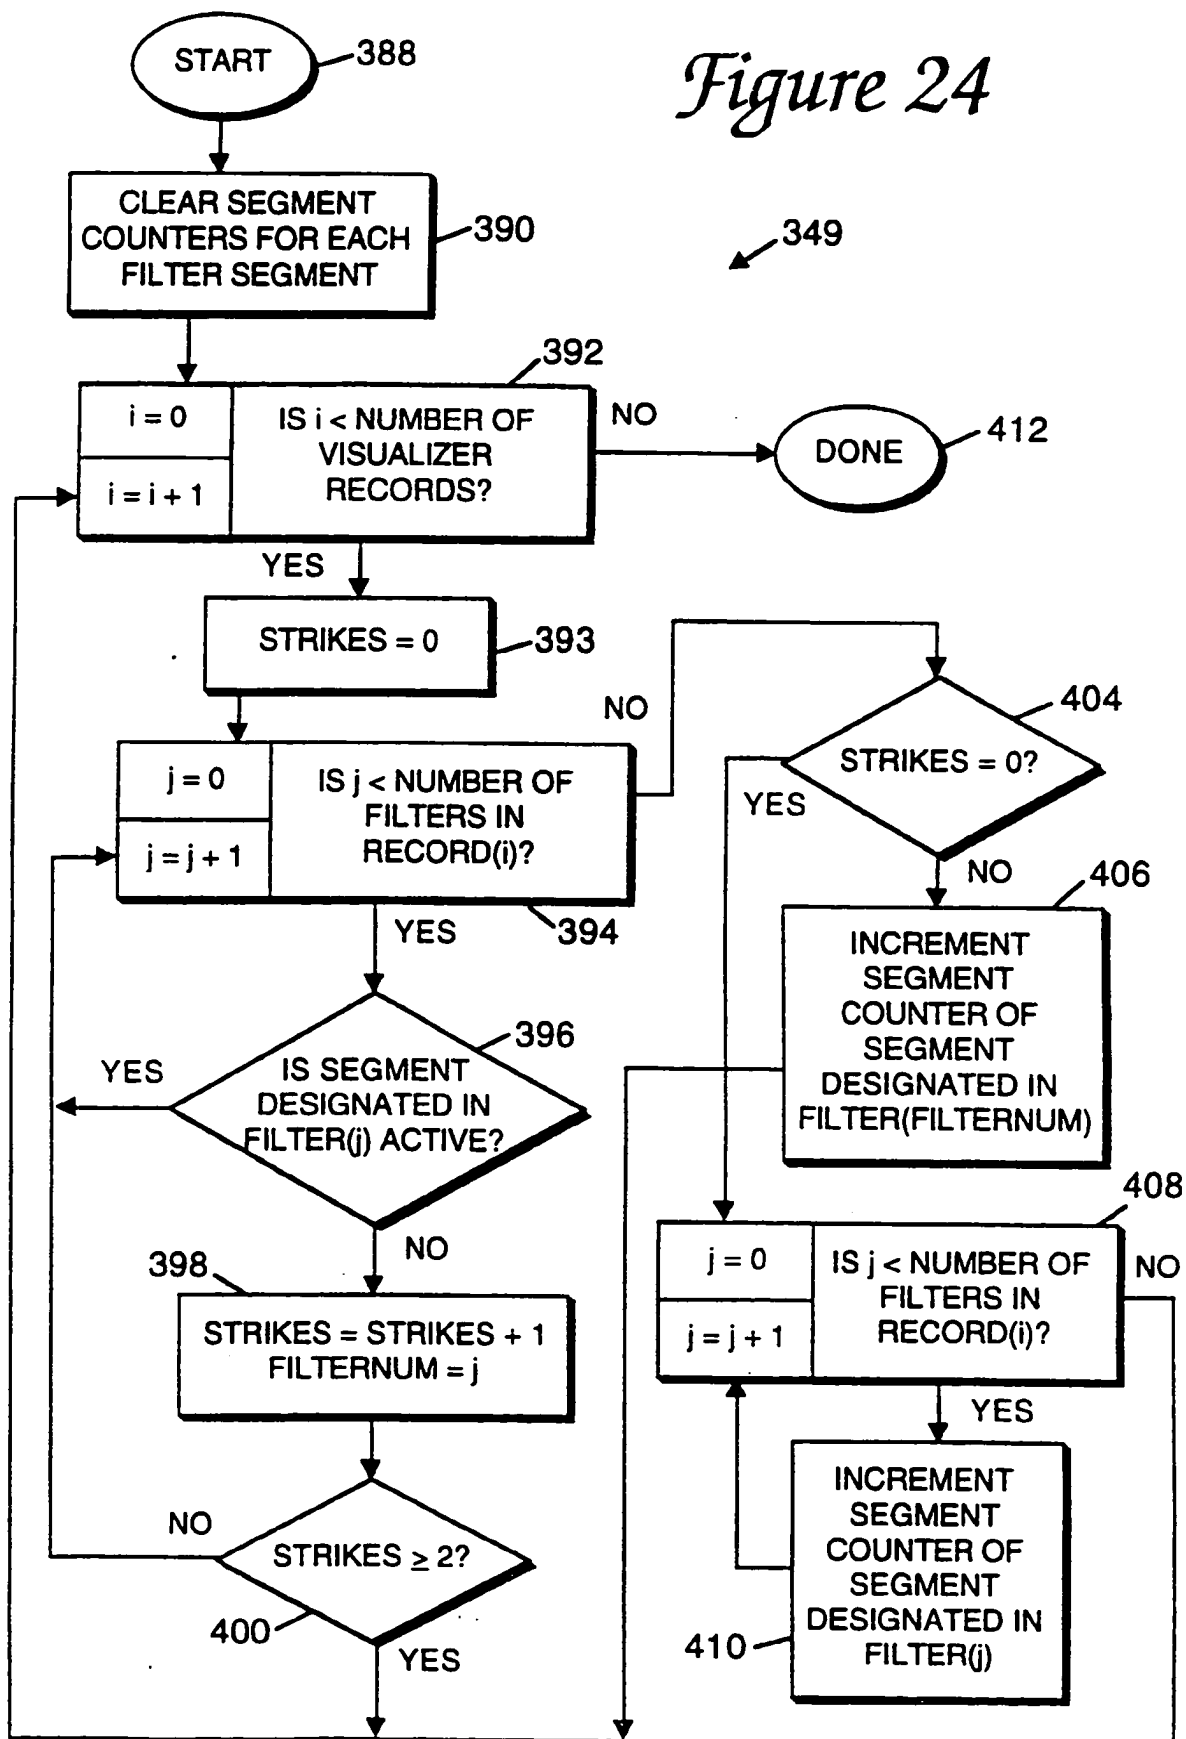 START
388
Figure 24
CLEAR SEGMENT
COUNTERS FOR EACH
FILTER SEGMENT
390
349
392
i = 0
i = i + 1
IS i < NUMBER OF
VISUALIZER
RECORDS?
NO
DONE
412
YES
STRIKES = 0
393
NO
404
STRIKES = 0?
YES
NO
j = 0
j = j + 1
IS j < NUMBER OF
FILTERS IN
RECORD(i)?
394
YES
406
INCREMENT
SEGMENT
COUNTER OF
SEGMENT
DESIGNATED IN
FILTER(FILTERNUM)
396
YES
IS SEGMENT
DESIGNATED IN
FILTER(j) ACTIVE?
NO
408
j = 0
j = j + 1
IS j < NUMBER OF
FILTERS IN
RECORD(i)?
NO
YES
398
STRIKES = STRIKES + 1
FILTERNUM = j
NO
STRIKES ≥ 2?
400
YES
INCREMENT
SEGMENT
COUNTER OF
SEGMENT
DESIGNATED IN
FILTER(j)
410